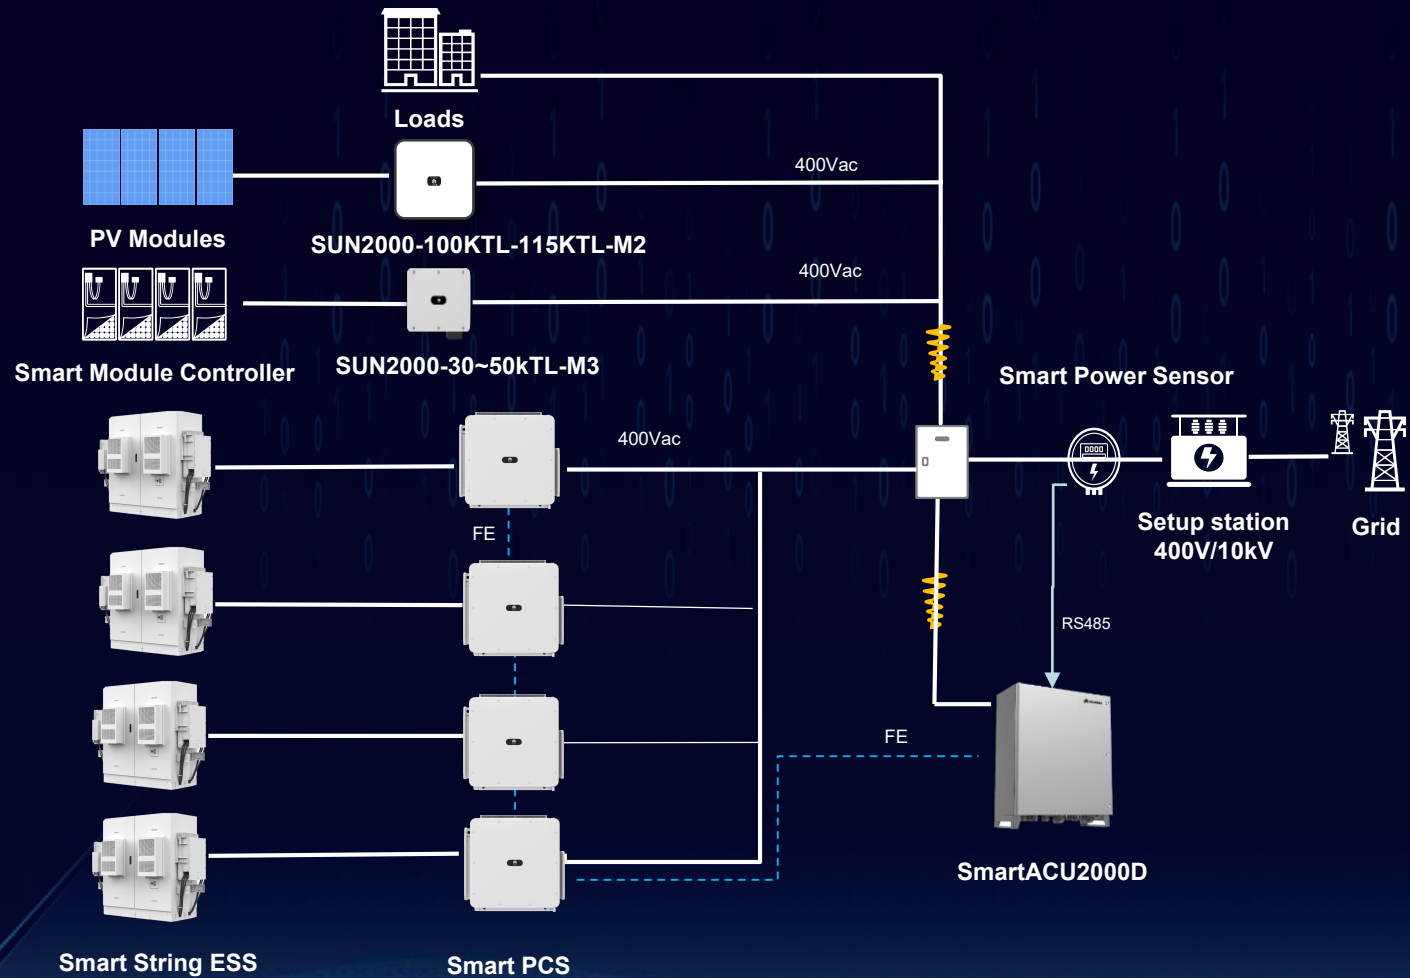 Loads
400Vac
PV Modules
SUN2000-100KTL-115KTL-M2
400Vac
Smart Module Controller
SUN2000-30~50kTL-M3
Smart Power Sensor
400Vac
FE
Setup station
400V/10kV
Grid
RS485
FE
SmartACU2000D
Smart String ESS
Smart PCS